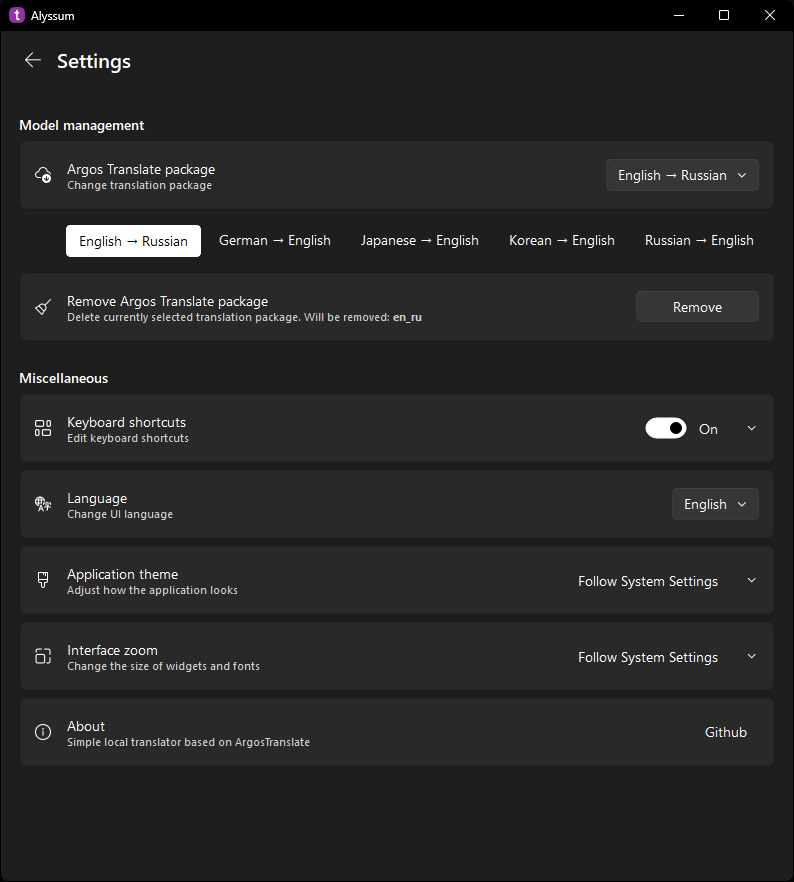 t Alyssum
Settings
Model management
Argos Translate package
Change translation package
English → Russian
English → Russian German → English Japanese → English Korean → English Russian → English
Remove Argos Translate package
Delete currently selected translation package. Will be removed: en_ru
Remove
Miscellaneous
Keyboard shortcuts
Edit keyboard shortcuts
On
Language
Change UI language
English
Application theme
Adjust how the application looks
Follow System Settings
Interface zoom
Change the size of widgets and fonts
Follow System Settings
About
Simple local translator based on ArgosTranslate
Github